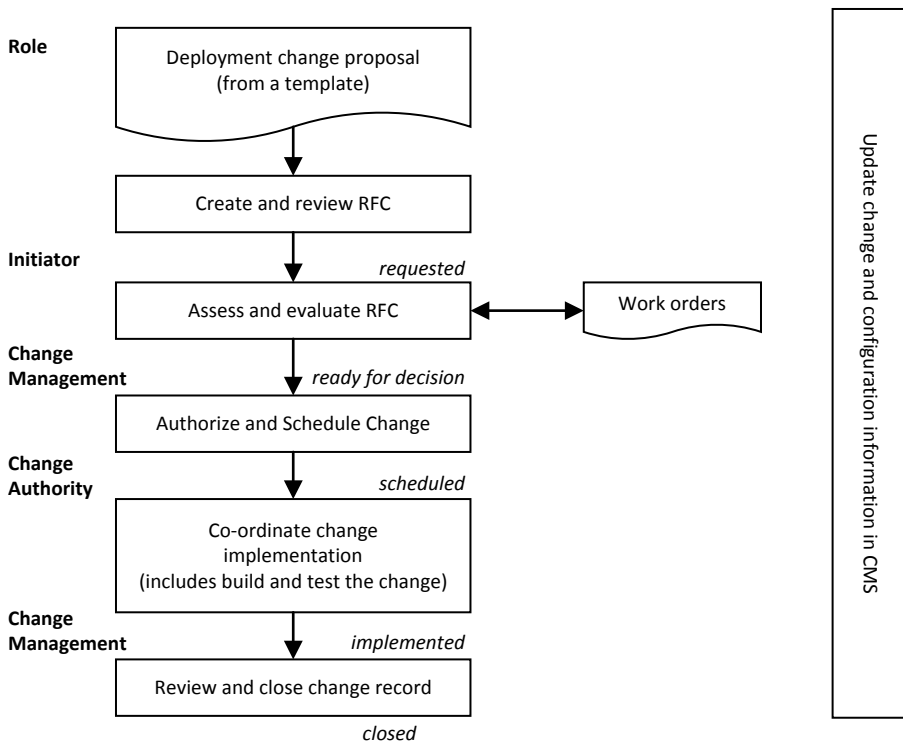 Role
Deployment change proposal
(from a template)
Create and review RFC
Initiator
requested
Assess and evaluate RFC
Work orders
Change
Management
ready for decision
Authorize and Schedule Change
Change
Authority
scheduled
Co-ordinate change
implementation
(includes build and test the change)
Change
Management
implemented
Review and close change record
closed
Update change and configuration information in CMS